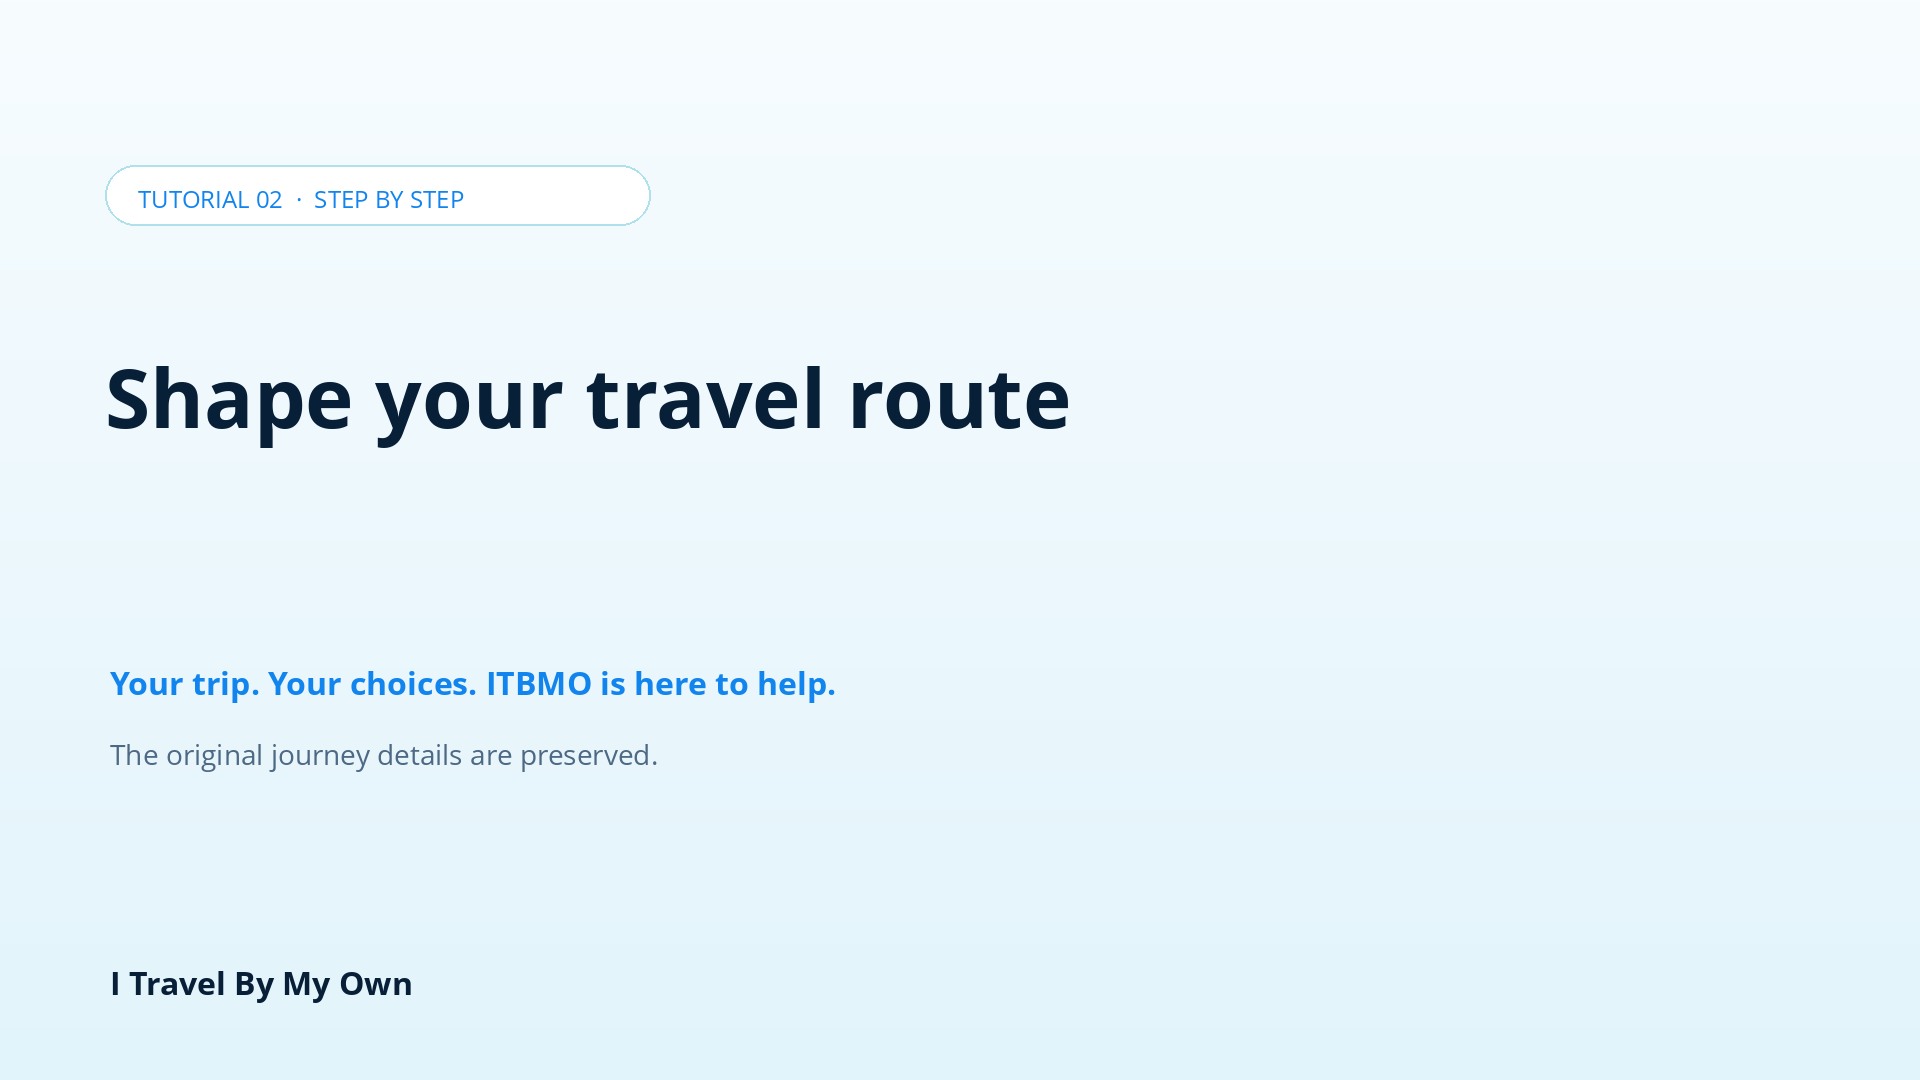 TUTORIAL 02 · STEP BY STEP
Shape your travel route
Your trip. Your choices. ITBMO is here to help.
The original journey details are preserved.
I Travel By My Own